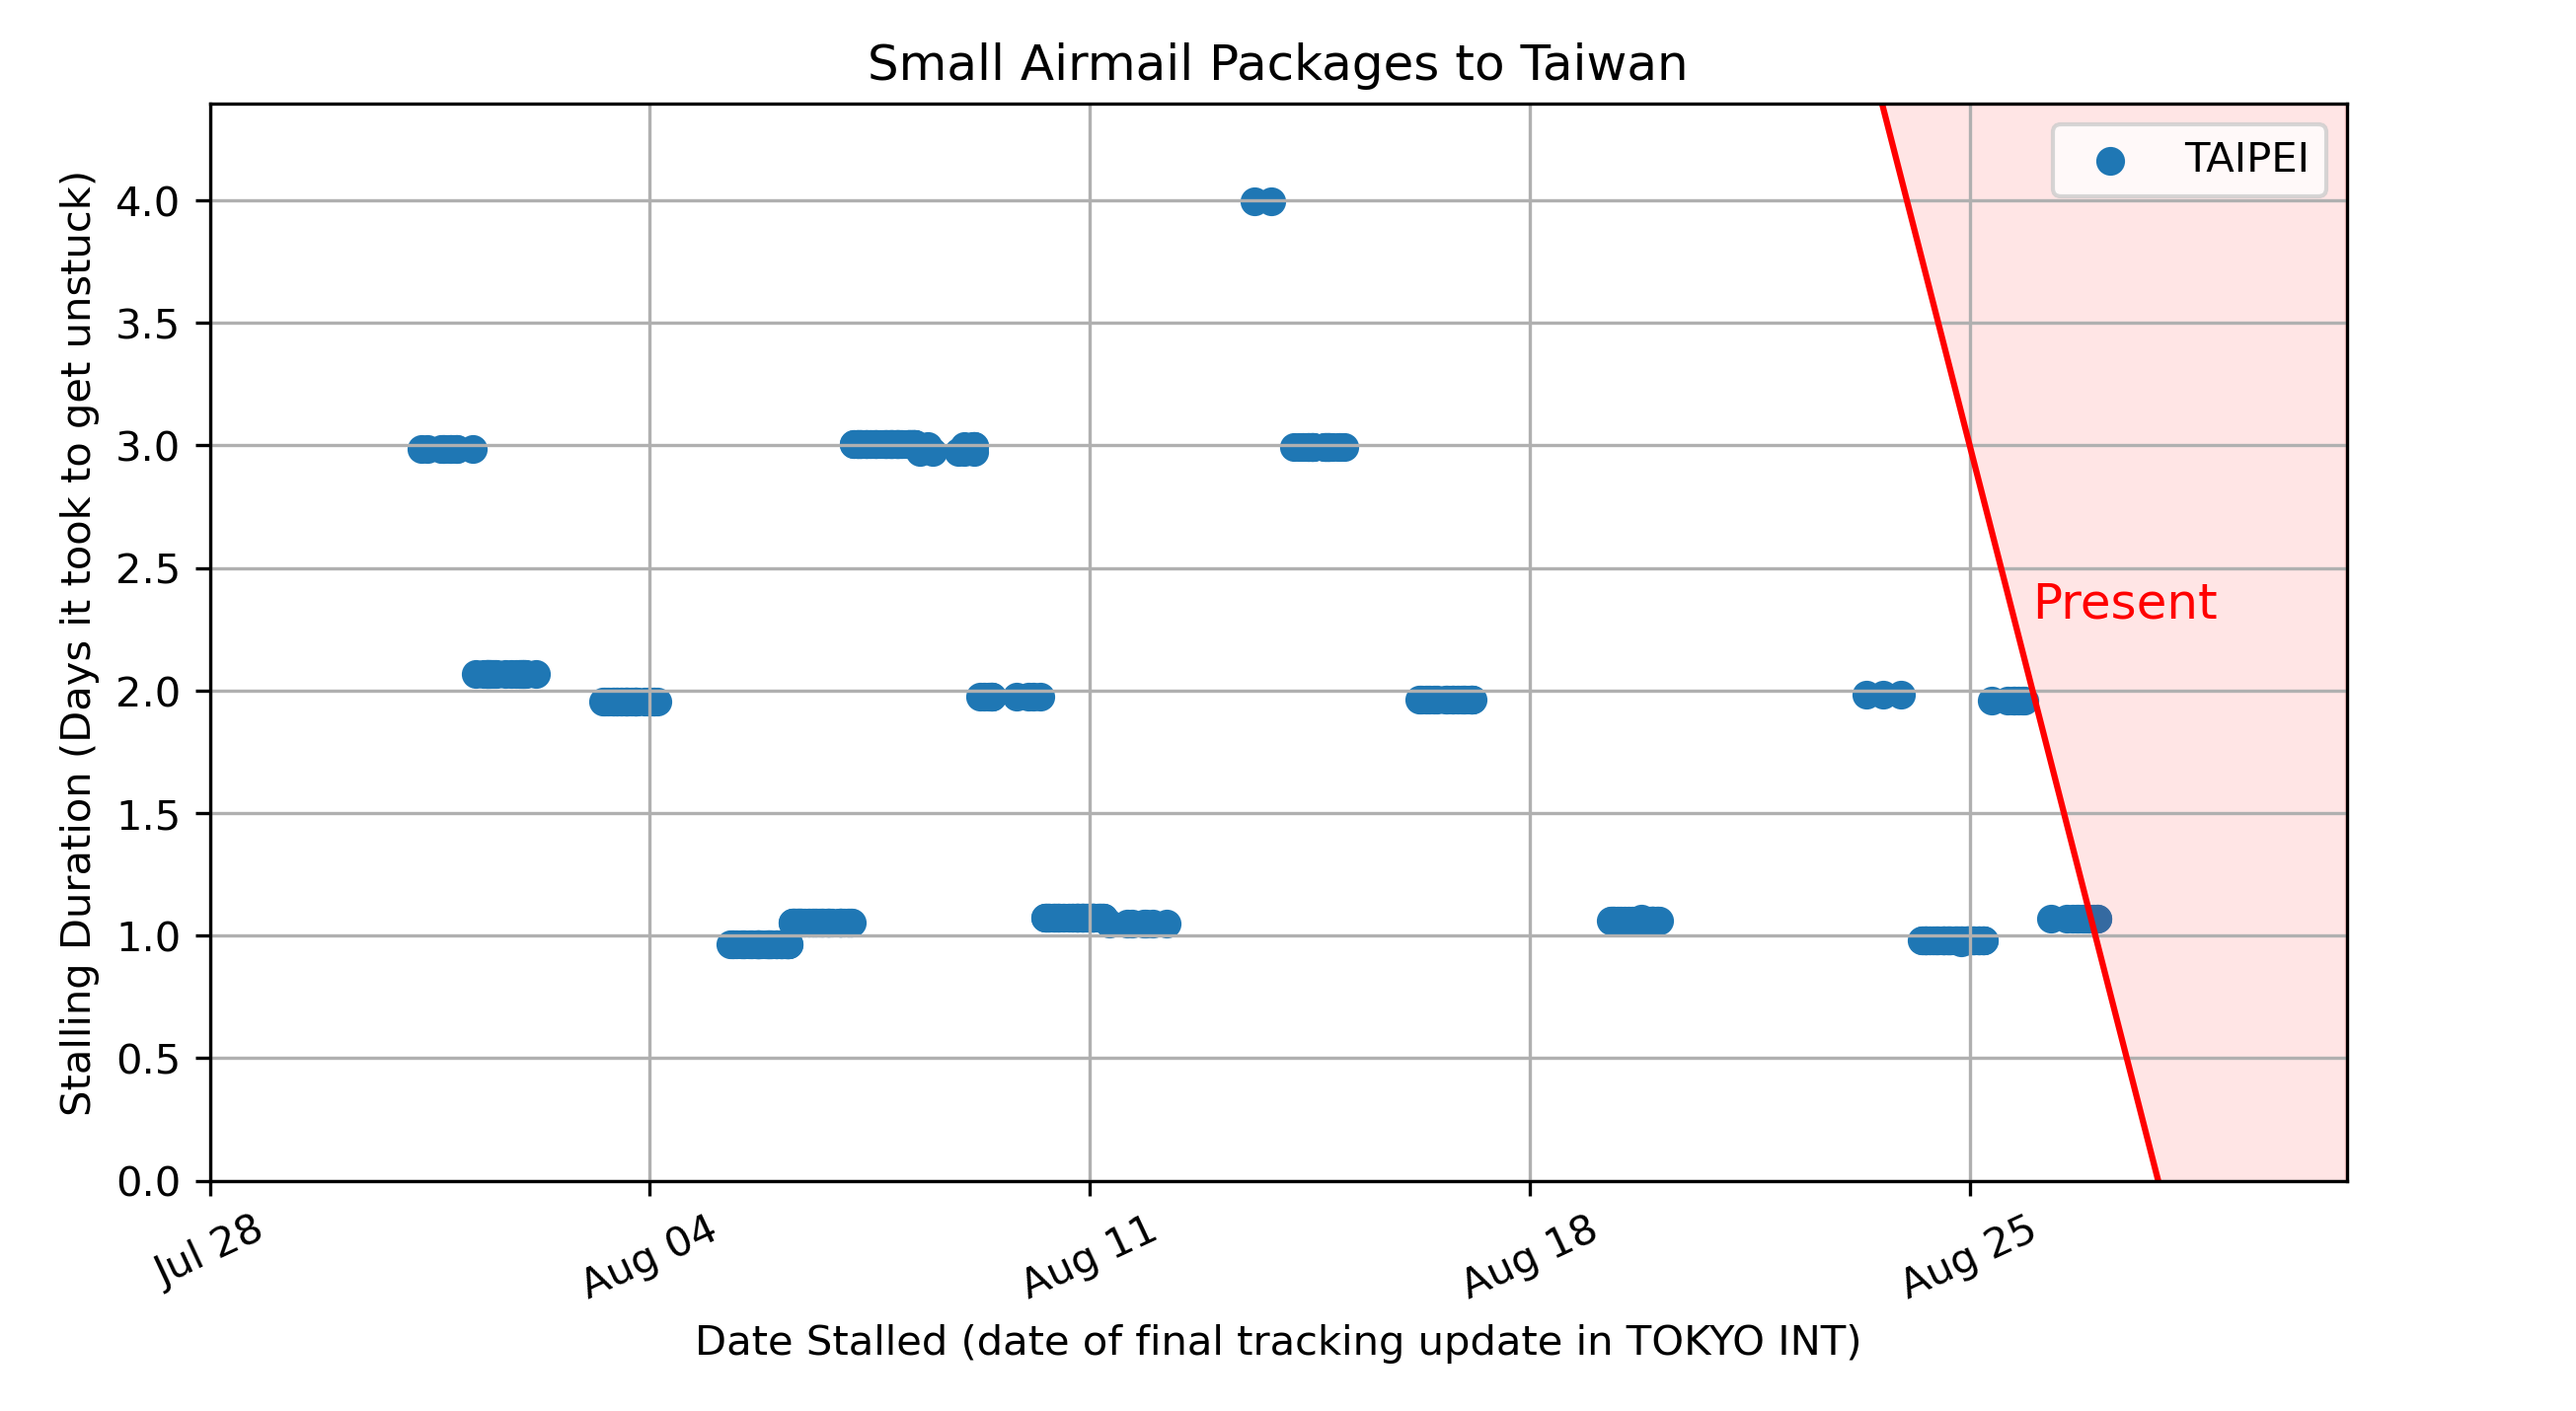 Small Airmail Packages to Taiwan
TAIPEI
Stalling Duration (Days it took to get unstuck)
4.0
3.5
3.0
2.5
2.0
1.5
1.0
0.5
0.0
Present
Jul 28
Aug 04
Aug 11
Aug 18
Aug 25
Date Stalled (date of final tracking update in TOKYO INT)